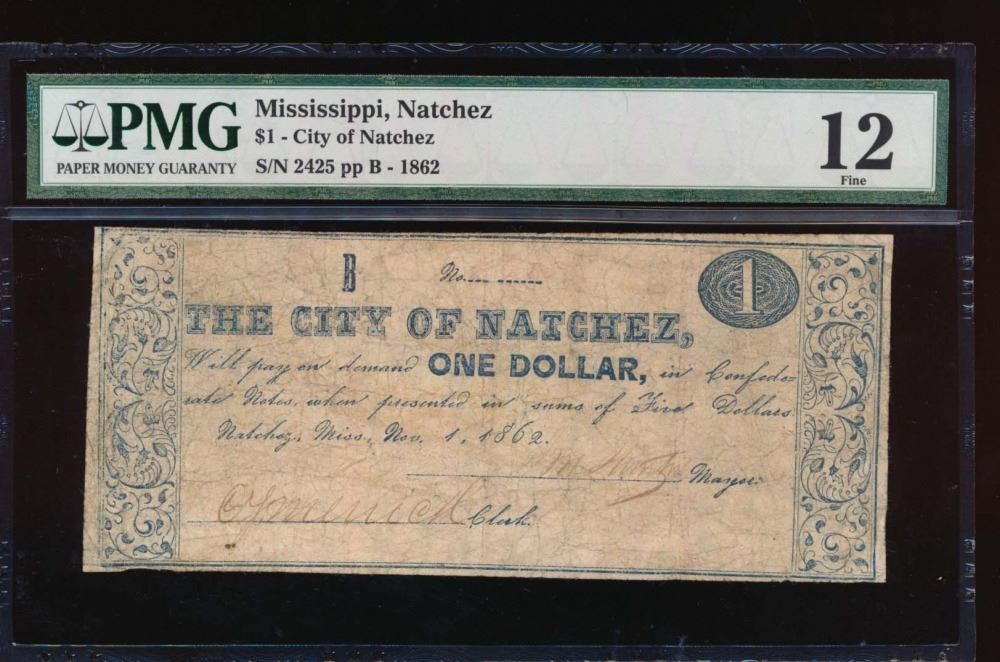 PMG
PAPER MONEY GUARANTY
Mississippi, Natchez
$1 - City of Natchez
S/N 2425 pp B - 1862
12
Fine
B No. 1
THE CITY OF NATCHEZ,
Will pay on demand ONE DOLLAR, in Confede=
rate Notes, when presented in sums of Five Dollars
Natchez, Miss., Nov. 1, 1862.
Mayor.
Clerk.